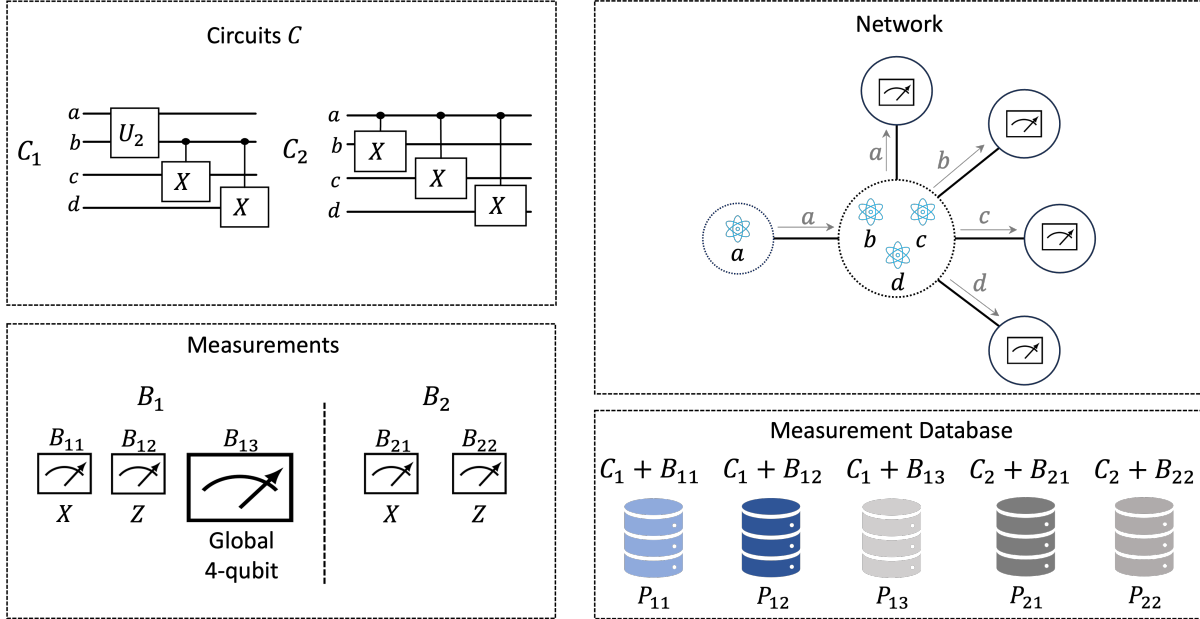 Circuits C
C₁
a
b
c
d
U₂
X
X
C₂
a
b
c
d
X
X
X
Network
a
a
b
c
d
a
b
c
d
Measurements
B₁
B₂
B₁₁
B₁₂
B₁₃
B₂₁
B₂₂
X
Z
Global
4-qubit
X
Z
Measurement Database
C₁ + B₁₁
C₁ + B₁₂
C₁ + B₁₃
C₂ + B₂₁
C₂ + B₂₂
P₁₁
P₁₂
P₁₃
P₂₁
P₂₂